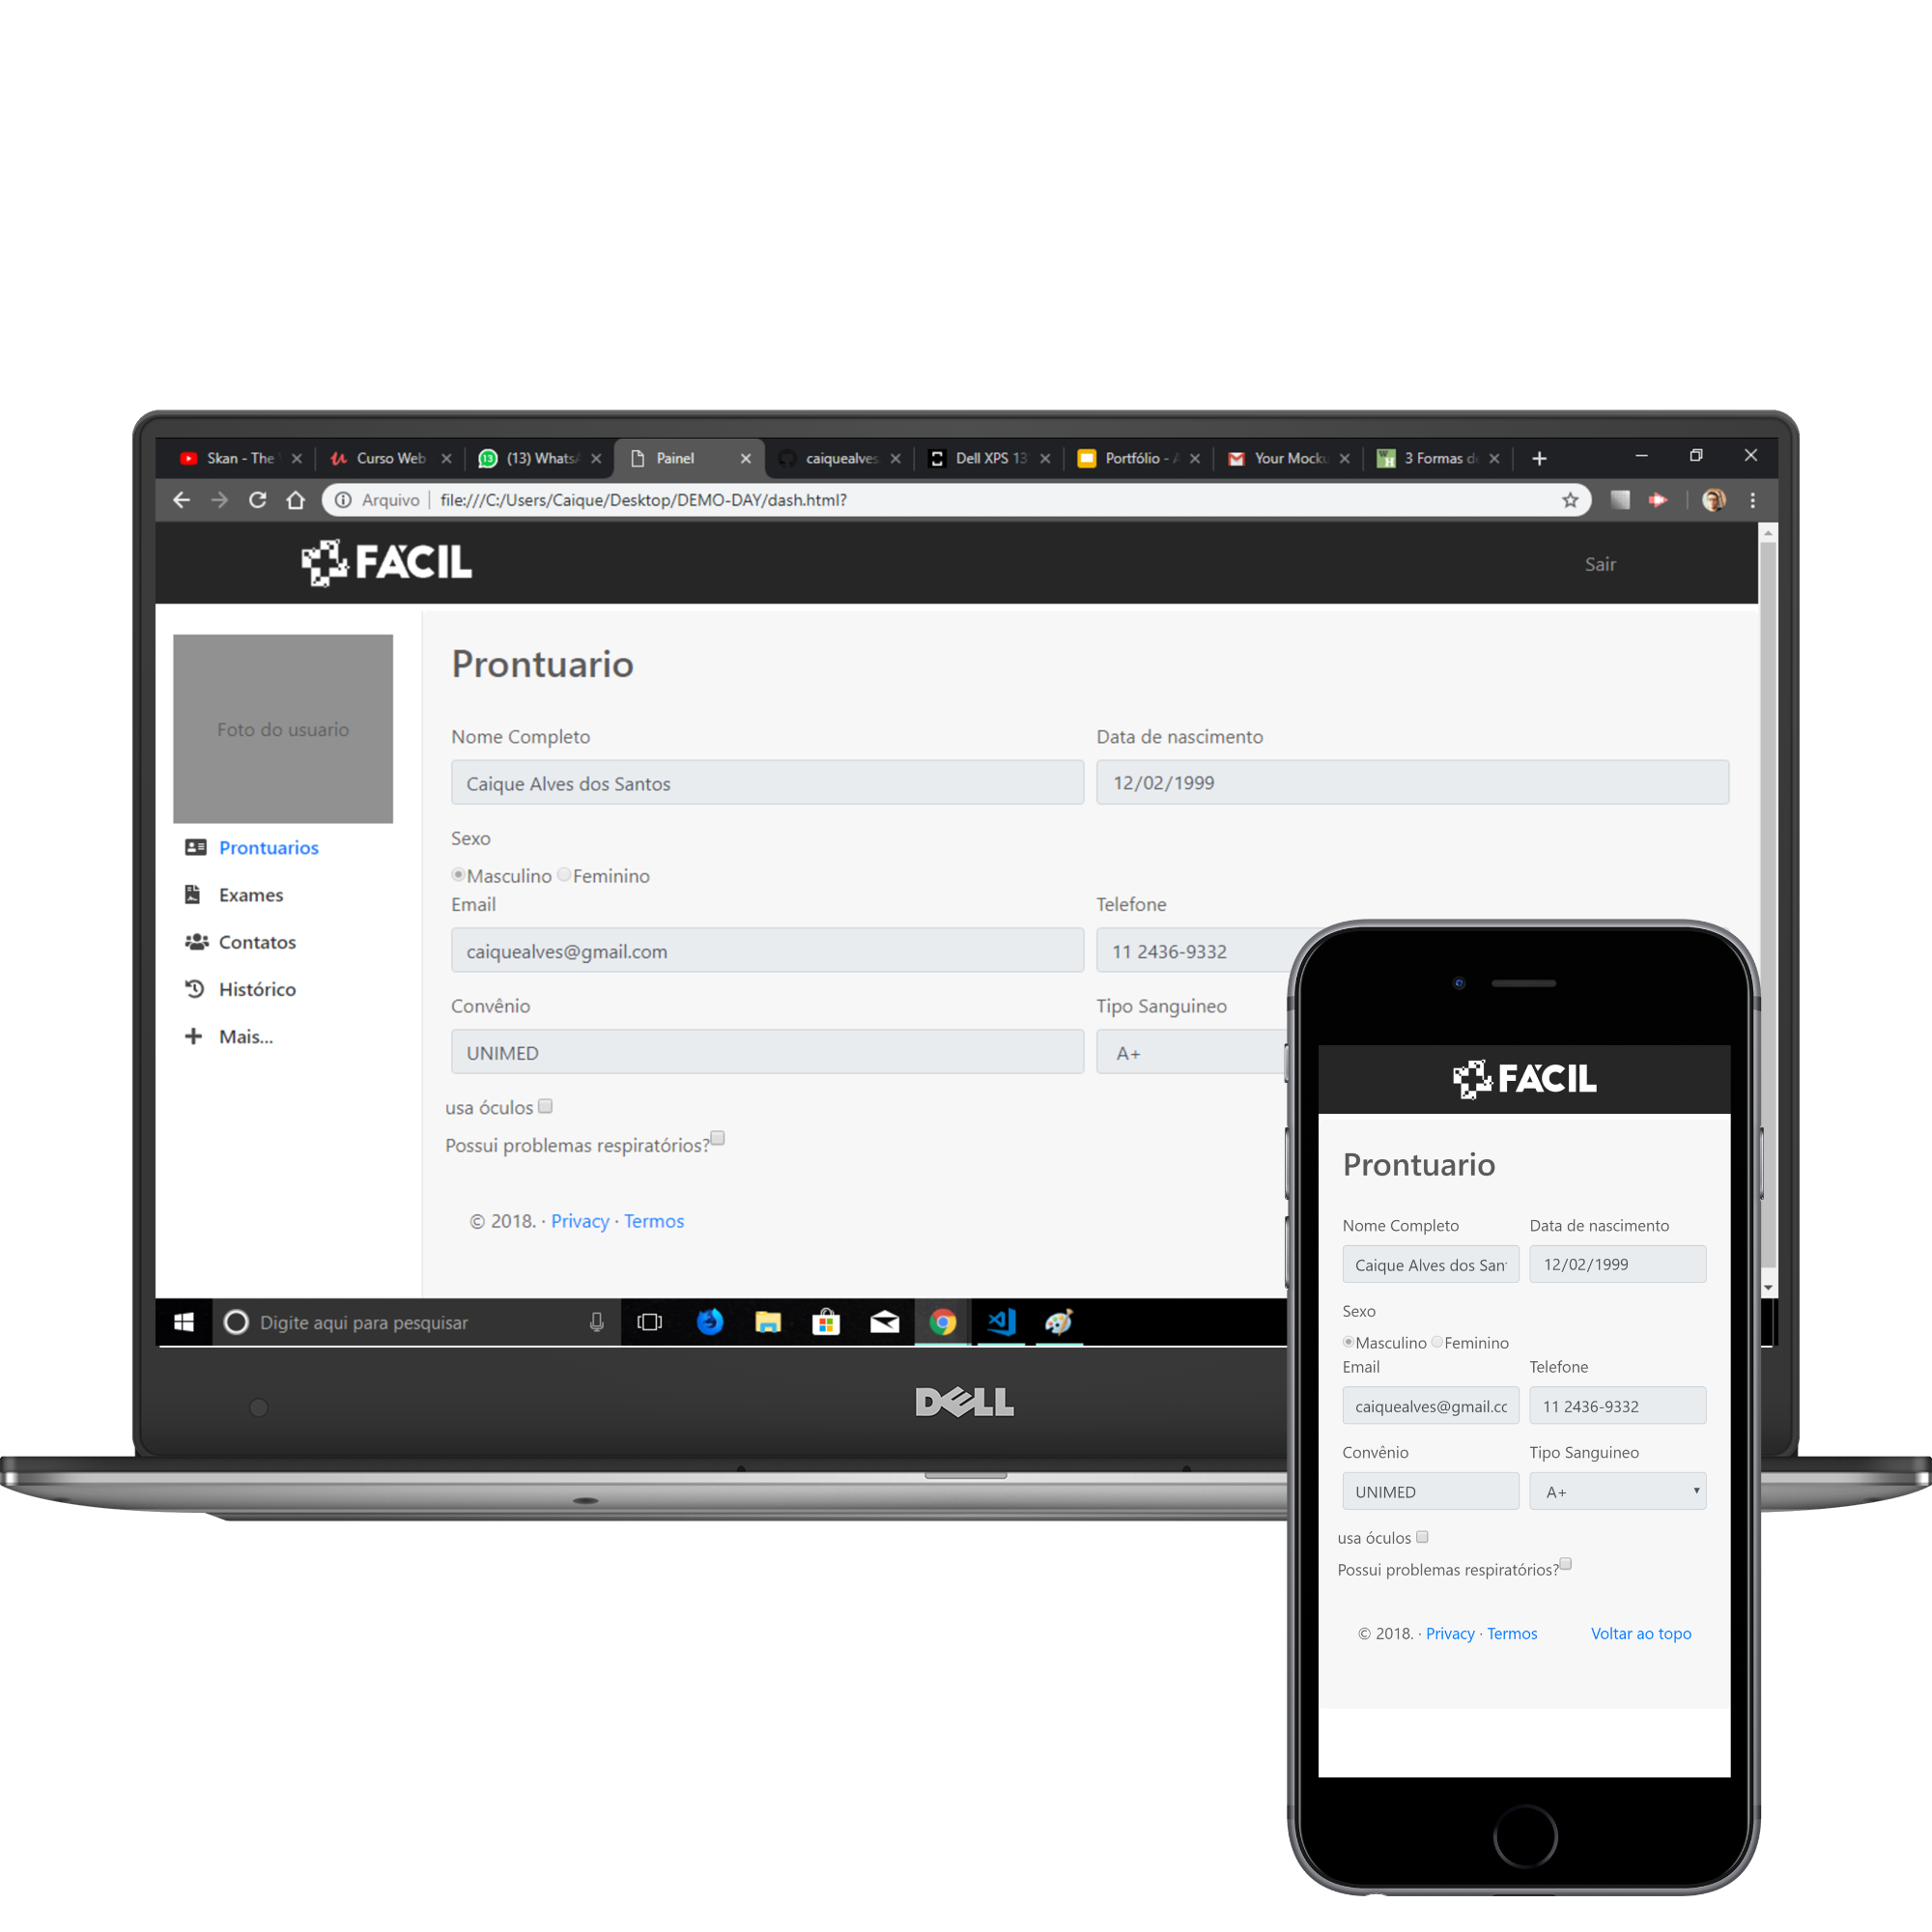 Skan - The
Curso Web
(13) Whats
Painel
caiquealves
Dell XPS 13
Portfólio -
Your Mock
3 Formas d
Arquivo
file:///C:/Users/Caique/Desktop/DEMO-DAY/dash.html?
FÁCIL
Sair
Foto do usuario
Prontuarios
Exames
Contatos
Histórico
Mais...
Prontuario
Nome Completo
Data de nascimento
Caique Alves dos Santos
12/02/1999
Sexo
Masculino Feminino
Email
Telefone
caiquealves@gmail.com
11 2436-9332
Convênio
Tipo Sanguineo
UNIMED
A+
usa óculos
Possui problemas respiratórios?
© 2018. · Privacy · Termos
Digite aqui para pesquisar
DELL
FÁCIL
Prontuario
Nome Completo
Data de nascimento
Caique Alves dos San
12/02/1999
Sexo
Masculino Feminino
Email
Telefone
caiquealves@gmail.cc
11 2436-9332
Convênio
Tipo Sanguineo
UNIMED
A+
usa óculos
Possui problemas respiratórios?
© 2018. · Privacy · Termos
Voltar ao topo